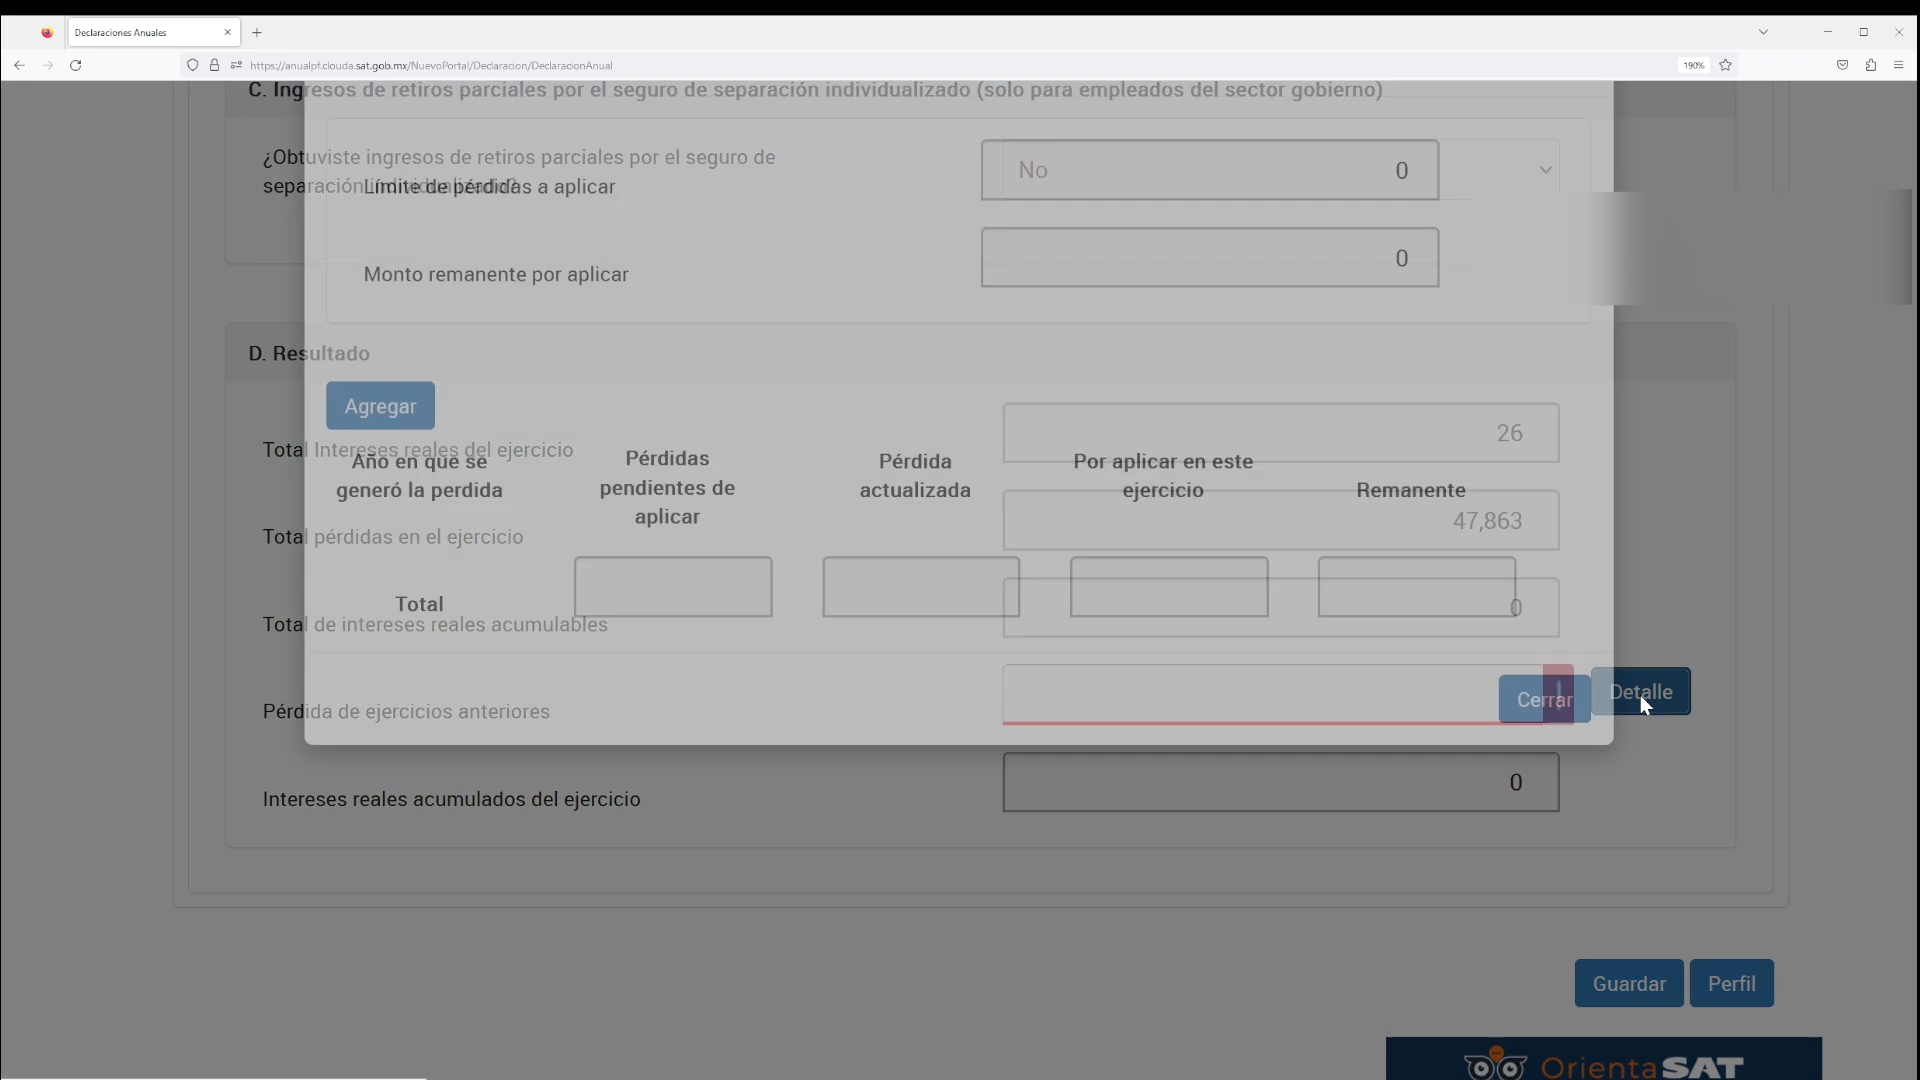 Declaraciones Anuales
https://anualpf.clouda.sat.gob.mx/NuevoPortal/Declaracion/DeclaracionAnual
190%
C. Ingresos de retiros parciales por el seguro de separación individualizado (solo para empleados del sector gobierno)
¿Obtuviste ingresos de retiros parciales por el seguro de
separación individualizado?
No
Límite de pérdidas a aplicar
0
Monto remanente por aplicar
0
D. Resultado
Agregar
Total Intereses reales del ejercicio
26
Año en que se
generó la perdida
Pérdidas
pendientes de
aplicar
Pérdida
actualizada
Por aplicar en este
ejercicio
Remanente
Total pérdidas en el ejercicio
47,863
Total
Total de intereses reales acumulables
0
Pérdida de ejercicios anteriores
Cerrar
Detalle
Intereses reales acumulados del ejercicio
0
Guardar
Perfil
OrientaSAT